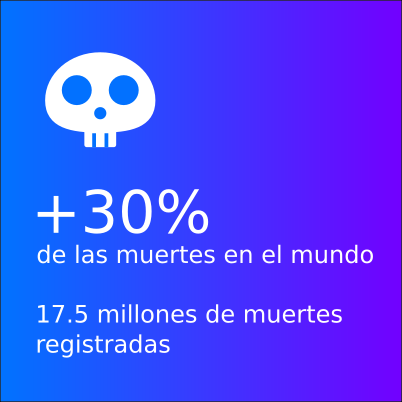 +30%
de las muertes en el mundo
17.5 millones de muertes
registradas